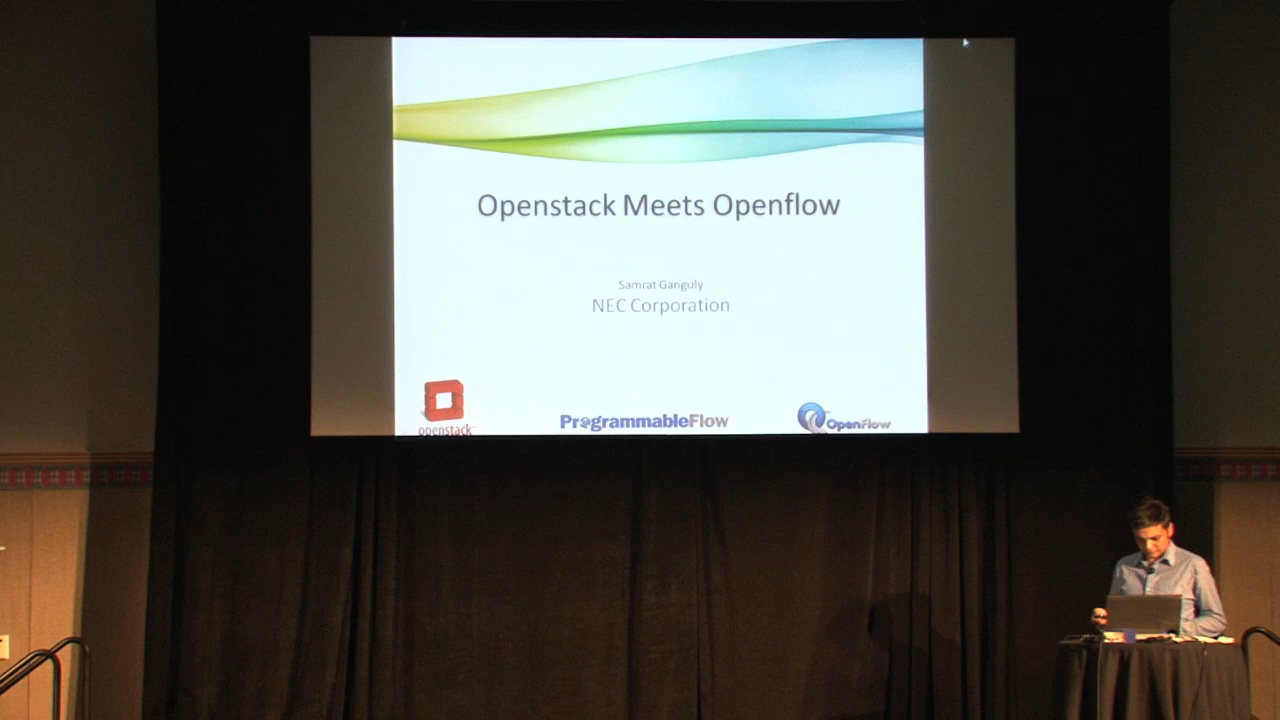 Openstack Meets Openflow
Samrat Ganguly
NEC Corporation
openstack
ProgrammableFlow
OpenFlow